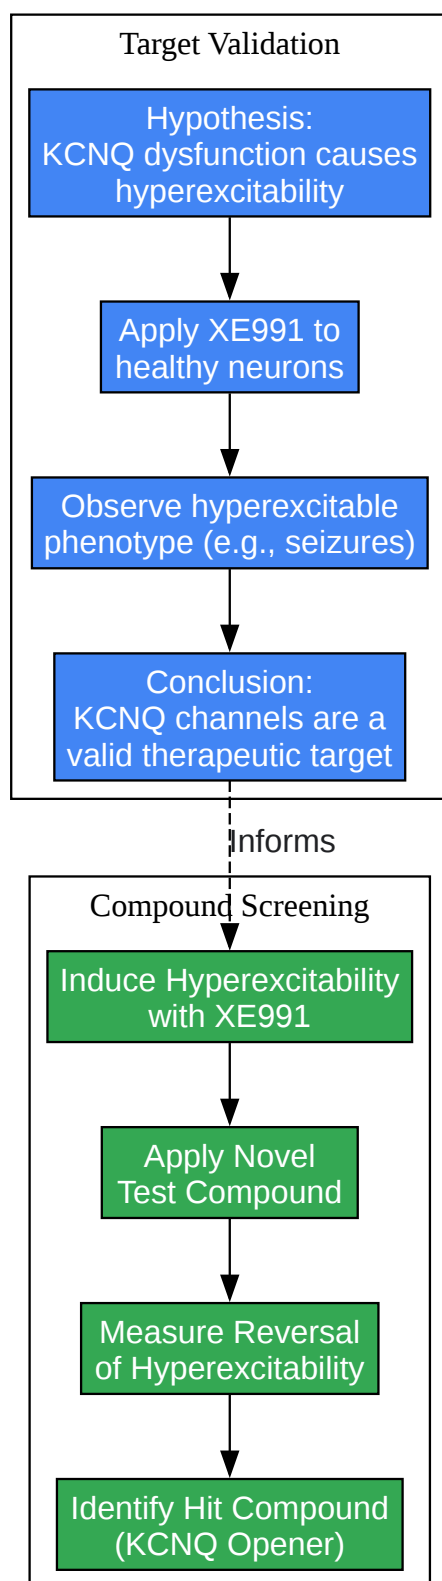 Target Validation
Hypothesis:
KCNQ dysfunction causes
hyperexcitability
Apply XE991 to
healthy neurons
Observe hyperexcitable
phenotype (e.g., seizures)
Conclusion:
KCNQ channels are a
valid therapeutic target
Informs
Compound Screening
Induce Hyperexcitability
with XE991
Apply Novel
Test Compound
Measure Reversal
of Hyperexcitability
Identify Hit Compound
(KCNQ Opener)